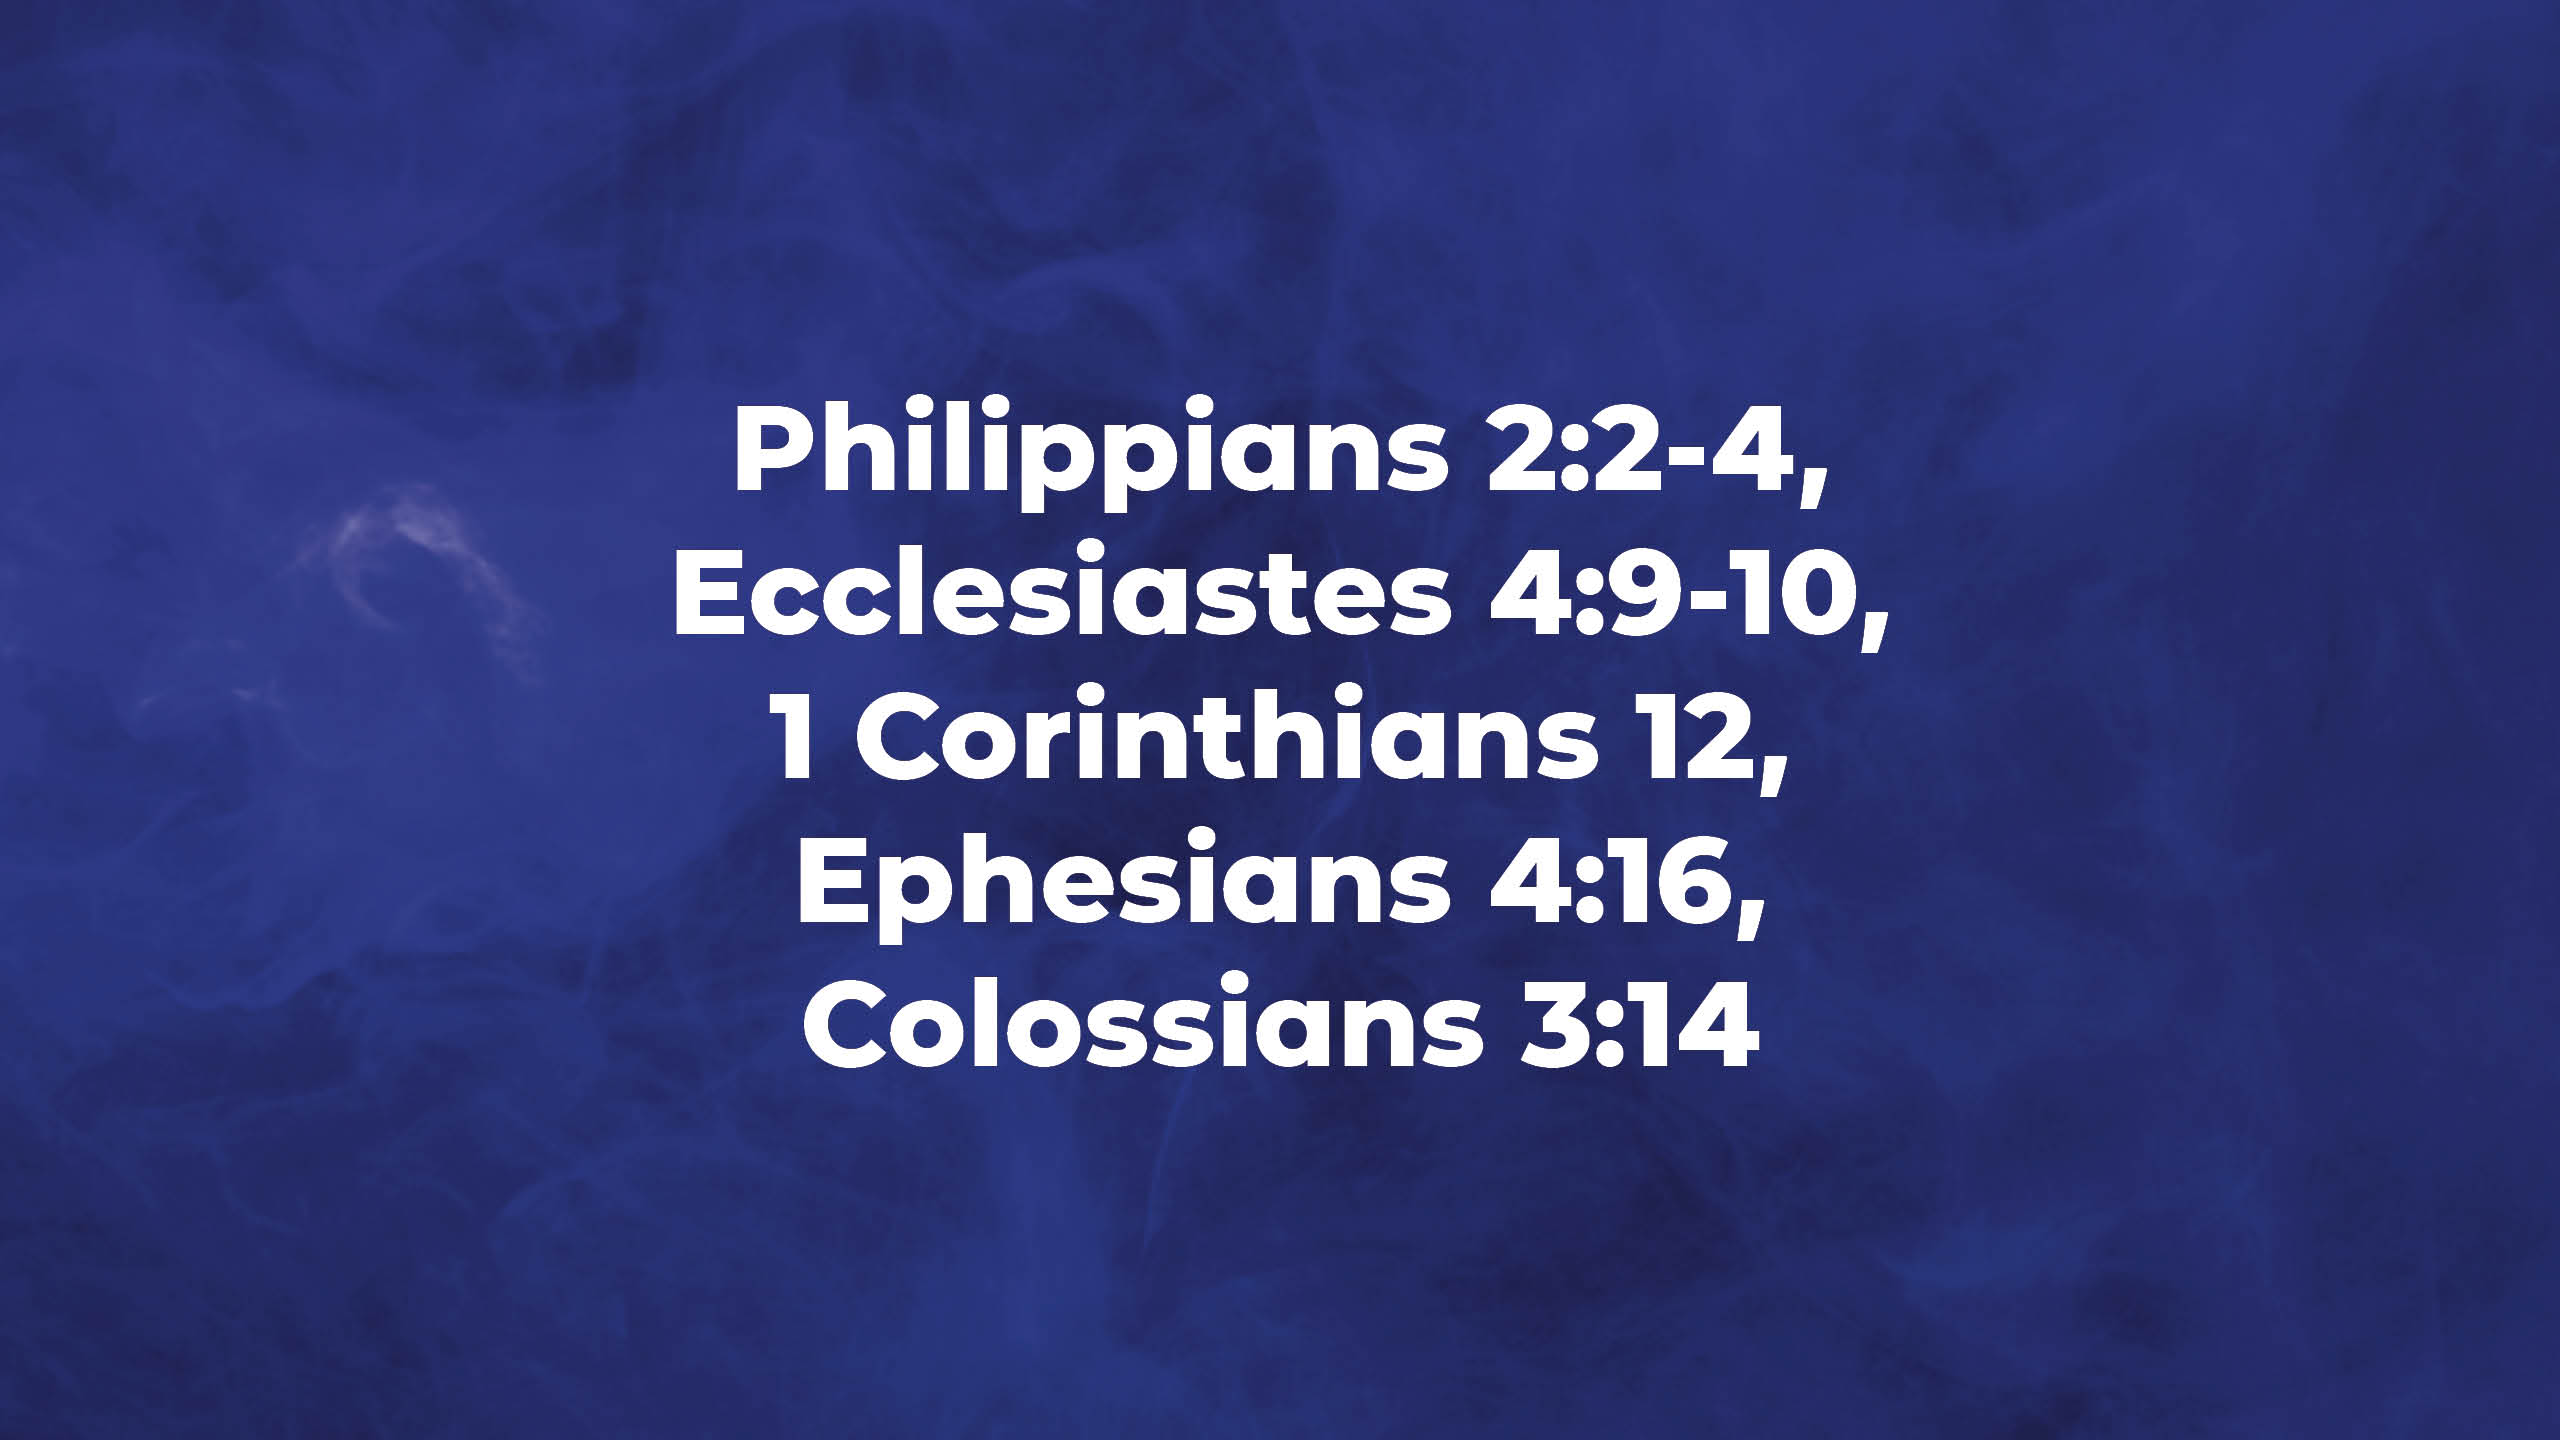 Philippians 2:2-4,
Ecclesiastes 4:9-10,
1 Corinthians 12,
Ephesians 4:16,
Colossians 3:14